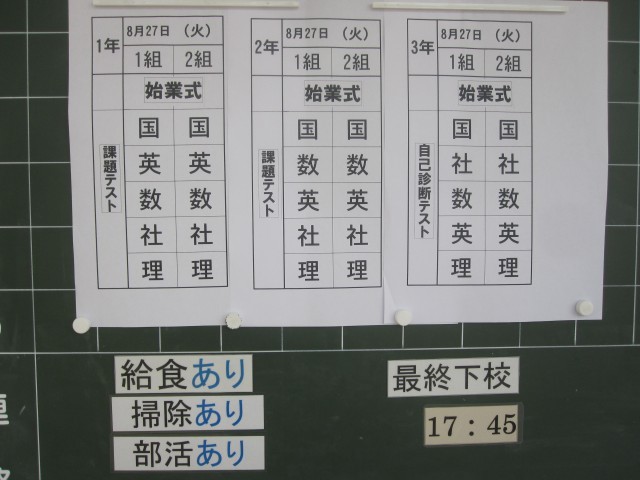 1年 8月27日 （火）
1組 2組
始業式
課題テスト
国 国
英 英
数 数
社 社
理 理
2年 8月27日 （火）
1組 2組
始業式
課題テスト
国 国
数 数
英 英
社 社
理 理
3年 8月27日 （火）
1組 2組
始業式
自己診断テスト
国 国
社 社
数 数
英 英
理 理
給食あり
掃除あり
部活あり
最終下校
17：45